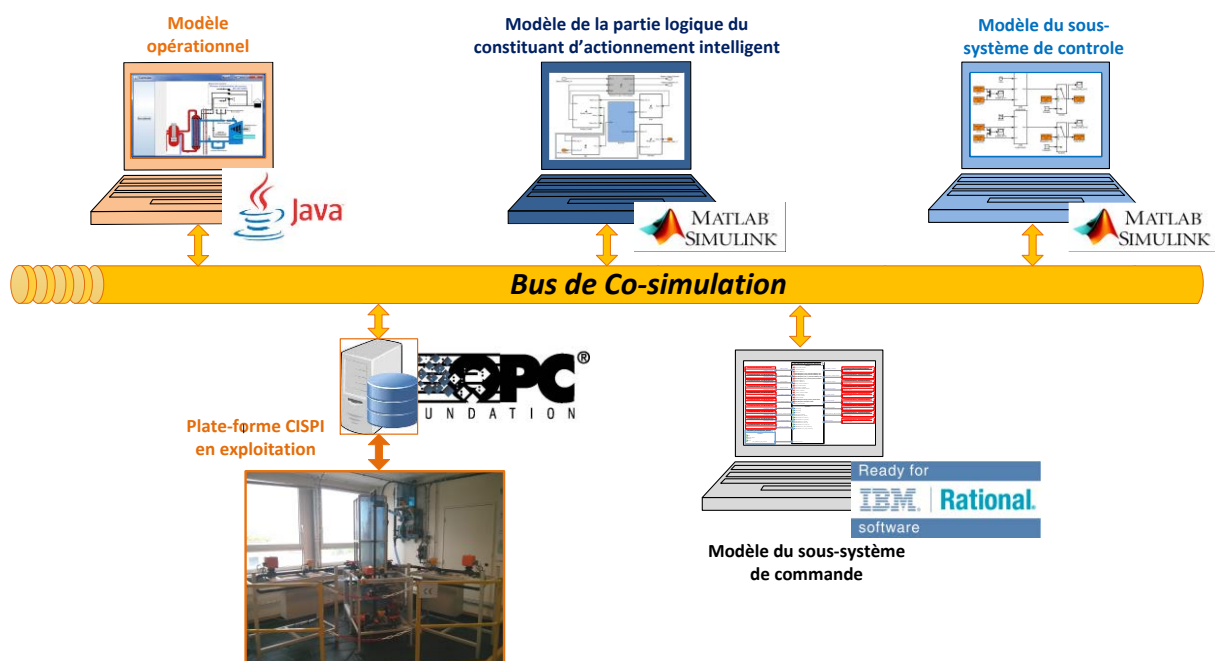 Modèle
opérationnel
Modèle de la partie logique du
constituant d'actionnement intelligent
Modèle du sous-
système de controle
Java
MATLAB
SIMULINK
MATLAB
SIMULINK
Bus de Co-simulation
OPC®
UNDATION
Plate-forme CISPI
en exploitation
Ready for
IBM. Rational.
software
Modèle du sous-système
de commande